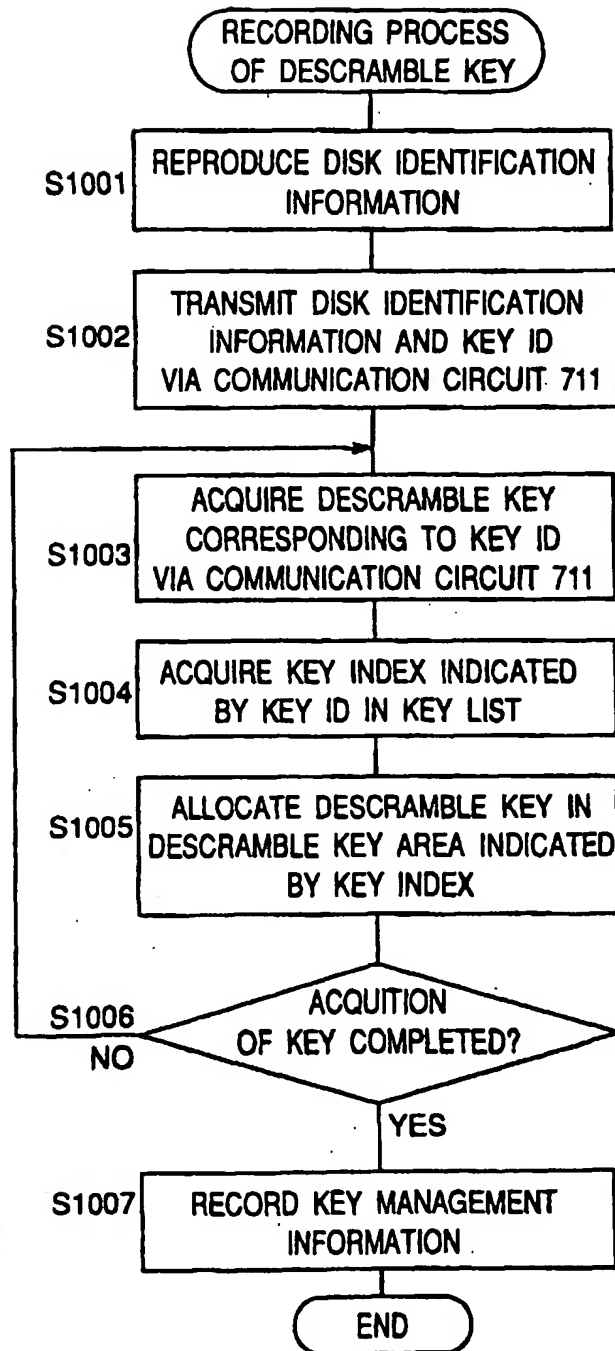 RECORDING PROCESS
OF DESCRAMBLE KEY
S1001
REPRODUCE DISK IDENTIFICATION
INFORMATION
S1002
TRANSMIT DISK IDENTIFICATION
INFORMATION AND KEY ID
VIA COMMUNICATION CIRCUIT 711
S1003
ACQUIRE DESCRAMBLE KEY
CORRESPONDING TO KEY ID
VIA COMMUNICATION CIRCUIT 711
S1004
ACQUIRE KEY INDEX INDICATED
BY KEY ID IN KEY LIST
S1005
ALLOCATE DESCRAMBLE KEY IN
DESCRAMBLE KEY AREA INDICATED
BY KEY INDEX
S1006
ACQUITION
OF KEY COMPLETED?
NO
YES
S1007
RECORD KEY MANAGEMENT
INFORMATION
END